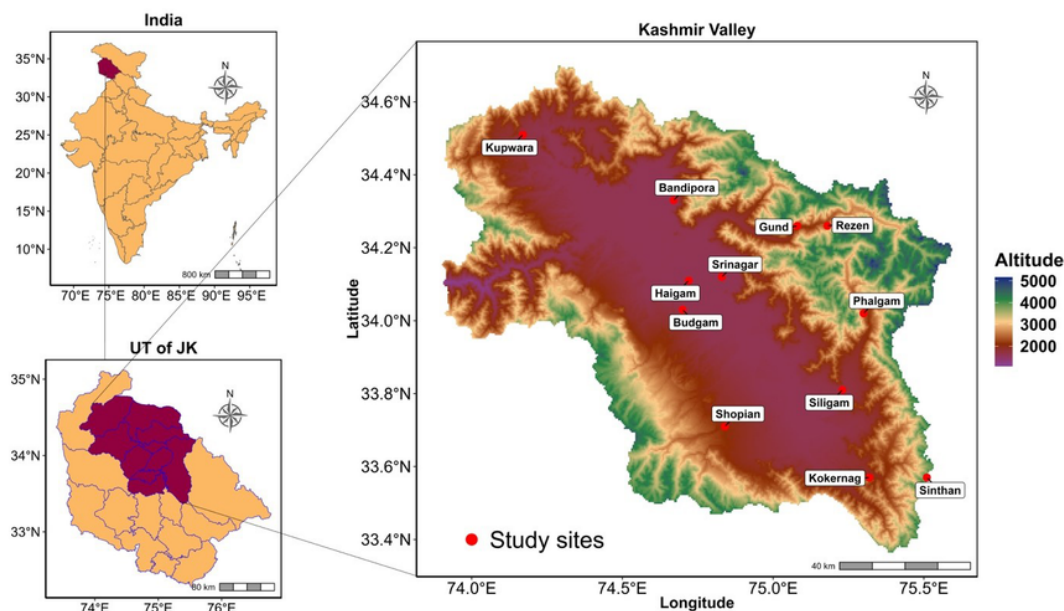 India
N
35°N
31°N
25°N
20°N
15°N
10°N
800 km
70°E 75°E 80°E 85°E 90°E 95°E
UT of JK
N
35°N
34°N
33°N
80 km
74°E 75°E 76°E
Kashmir Valley
N
34.6°N
34.4°N
34.2°N
34.0°N
33.8°N
33.6°N
33.4°N
Latitude
Kupwara
Bandipora
Gund
Rezen
Srinagar
Haigam
Budgam
Phalgam
Siligam
Shopian
Kokernag
Sinthan
Study sites
40 km
74.0°E 74.5°E 75.0°E 75.5°E
Longitude
Altitude
5000
4000
3000
2000